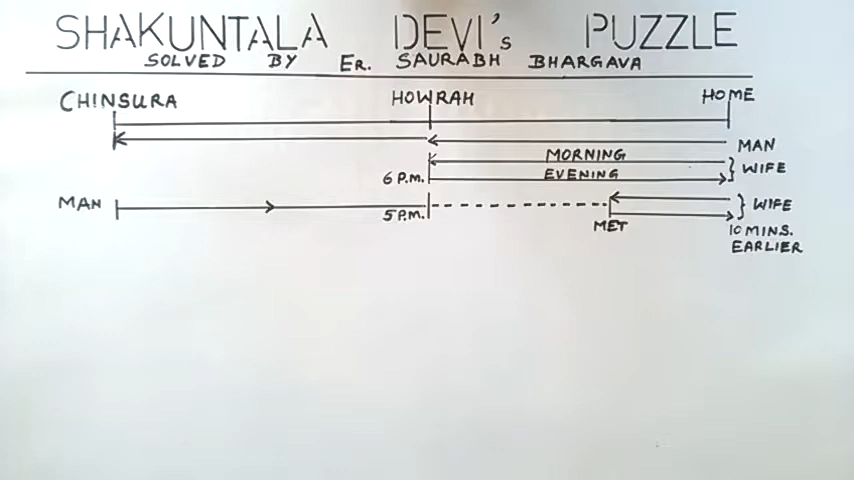 SHAKUNTALA DEVI's PUZZLE
SOLVED BY ER. SAURABH BHARGAVA
CHINSURA HOWRAH HOME
MAN
MORNING
WIFE
6 P.M. EVENING
MAN WIFE
5 P.M. MET 10 MINS.
EARLIER